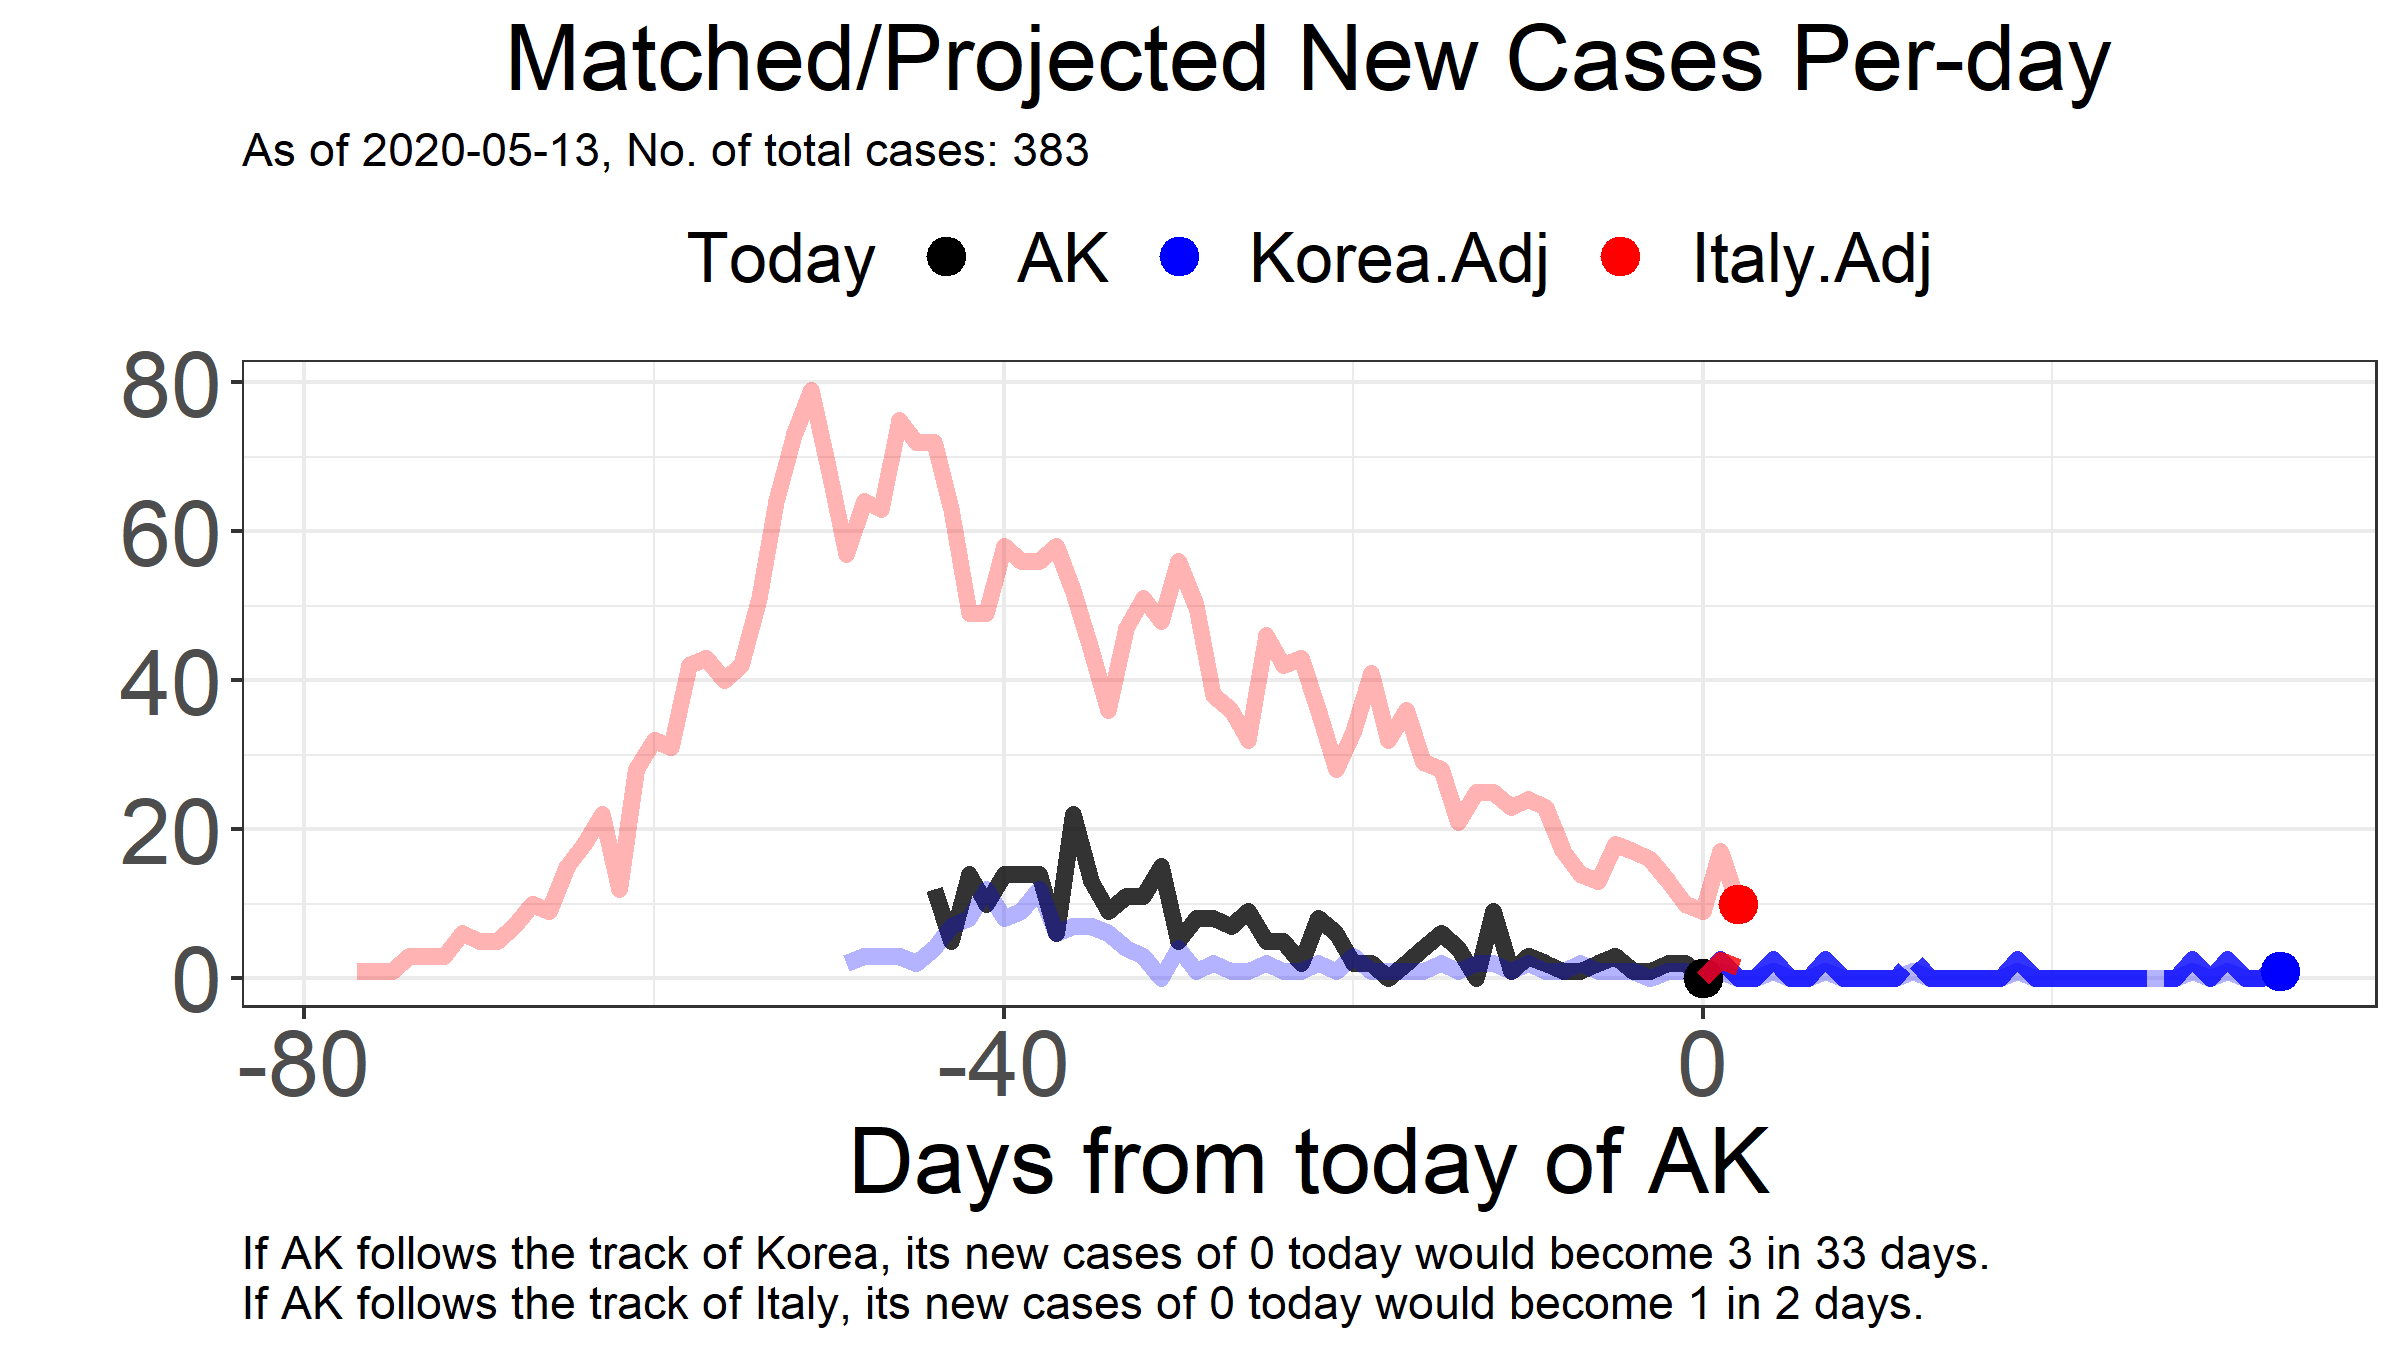 Matched/Projected New Cases Per-day
As of 2020-05-13, No. of total cases: 383
Today AK Korea.Adj Italy.Adj
80
60
40
20
0
-80 -40 0
Days from today of AK
If AK follows the track of Korea, its new cases of 0 today would become 3 in 33 days.
If AK follows the track of Italy, its new cases of 0 today would become 1 in 2 days.